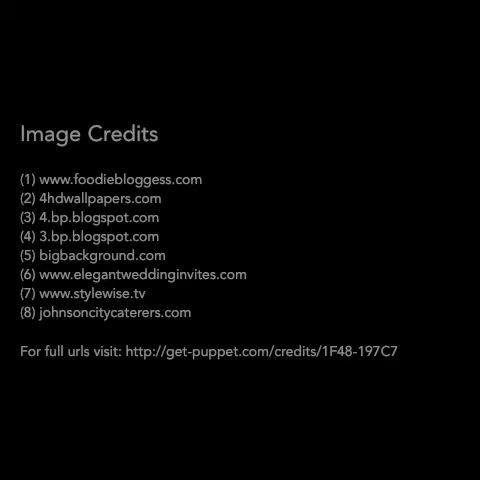 Image Credits
(1) www.foodiebloggess.com
(2) 4hdwallpapers.com
(3) 4.bp.blogspot.com
(4) 3.bp.blogspot.com
(5) bigbackground.com
(6) www.elegantweddinginvites.com
(7) www.stylewise.tv
(8) johnsoncitycaterers.com
For full urls visit: http://get-puppet.com/credits/1F48-197C7